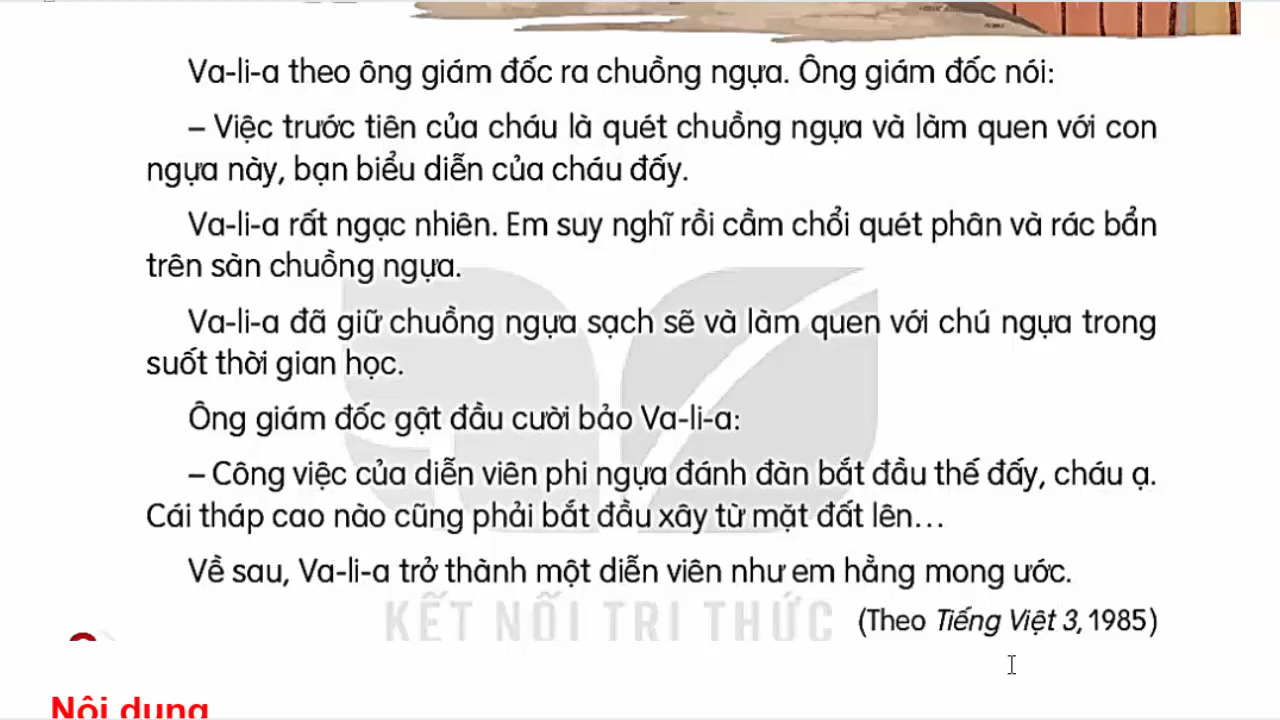 Va-li-a theo ông giám đốc ra chuồng ngựa. Ông giám đốc nói:
– Việc trước tiên của cháu là quét chuồng ngựa và làm quen với con
ngựa này, bạn biểu diễn của cháu đấy.
Va-li-a rất ngạc nhiên. Em suy nghĩ rồi cầm chổi quét phân và rác bẩn
trên sàn chuồng ngựa.
Va-li-a đã giữ chuồng ngựa sạch sẽ và làm quen với chú ngựa trong
suốt thời gian học.
Ông giám đốc gật đầu cười bảo Va-li-a:
– Công việc của diễn viên phi ngựa đánh đàn bắt đầu thế đấy, cháu ạ.
Cái tháp cao nào cũng phải bắt đầu xây từ mặt đất lên...
Về sau, Va-li-a trở thành một diễn viên như em hằng mong ước.
KẾT NỐI TRI THỨC
(Theo Tiếng Việt 3, 1985)
Nội dung